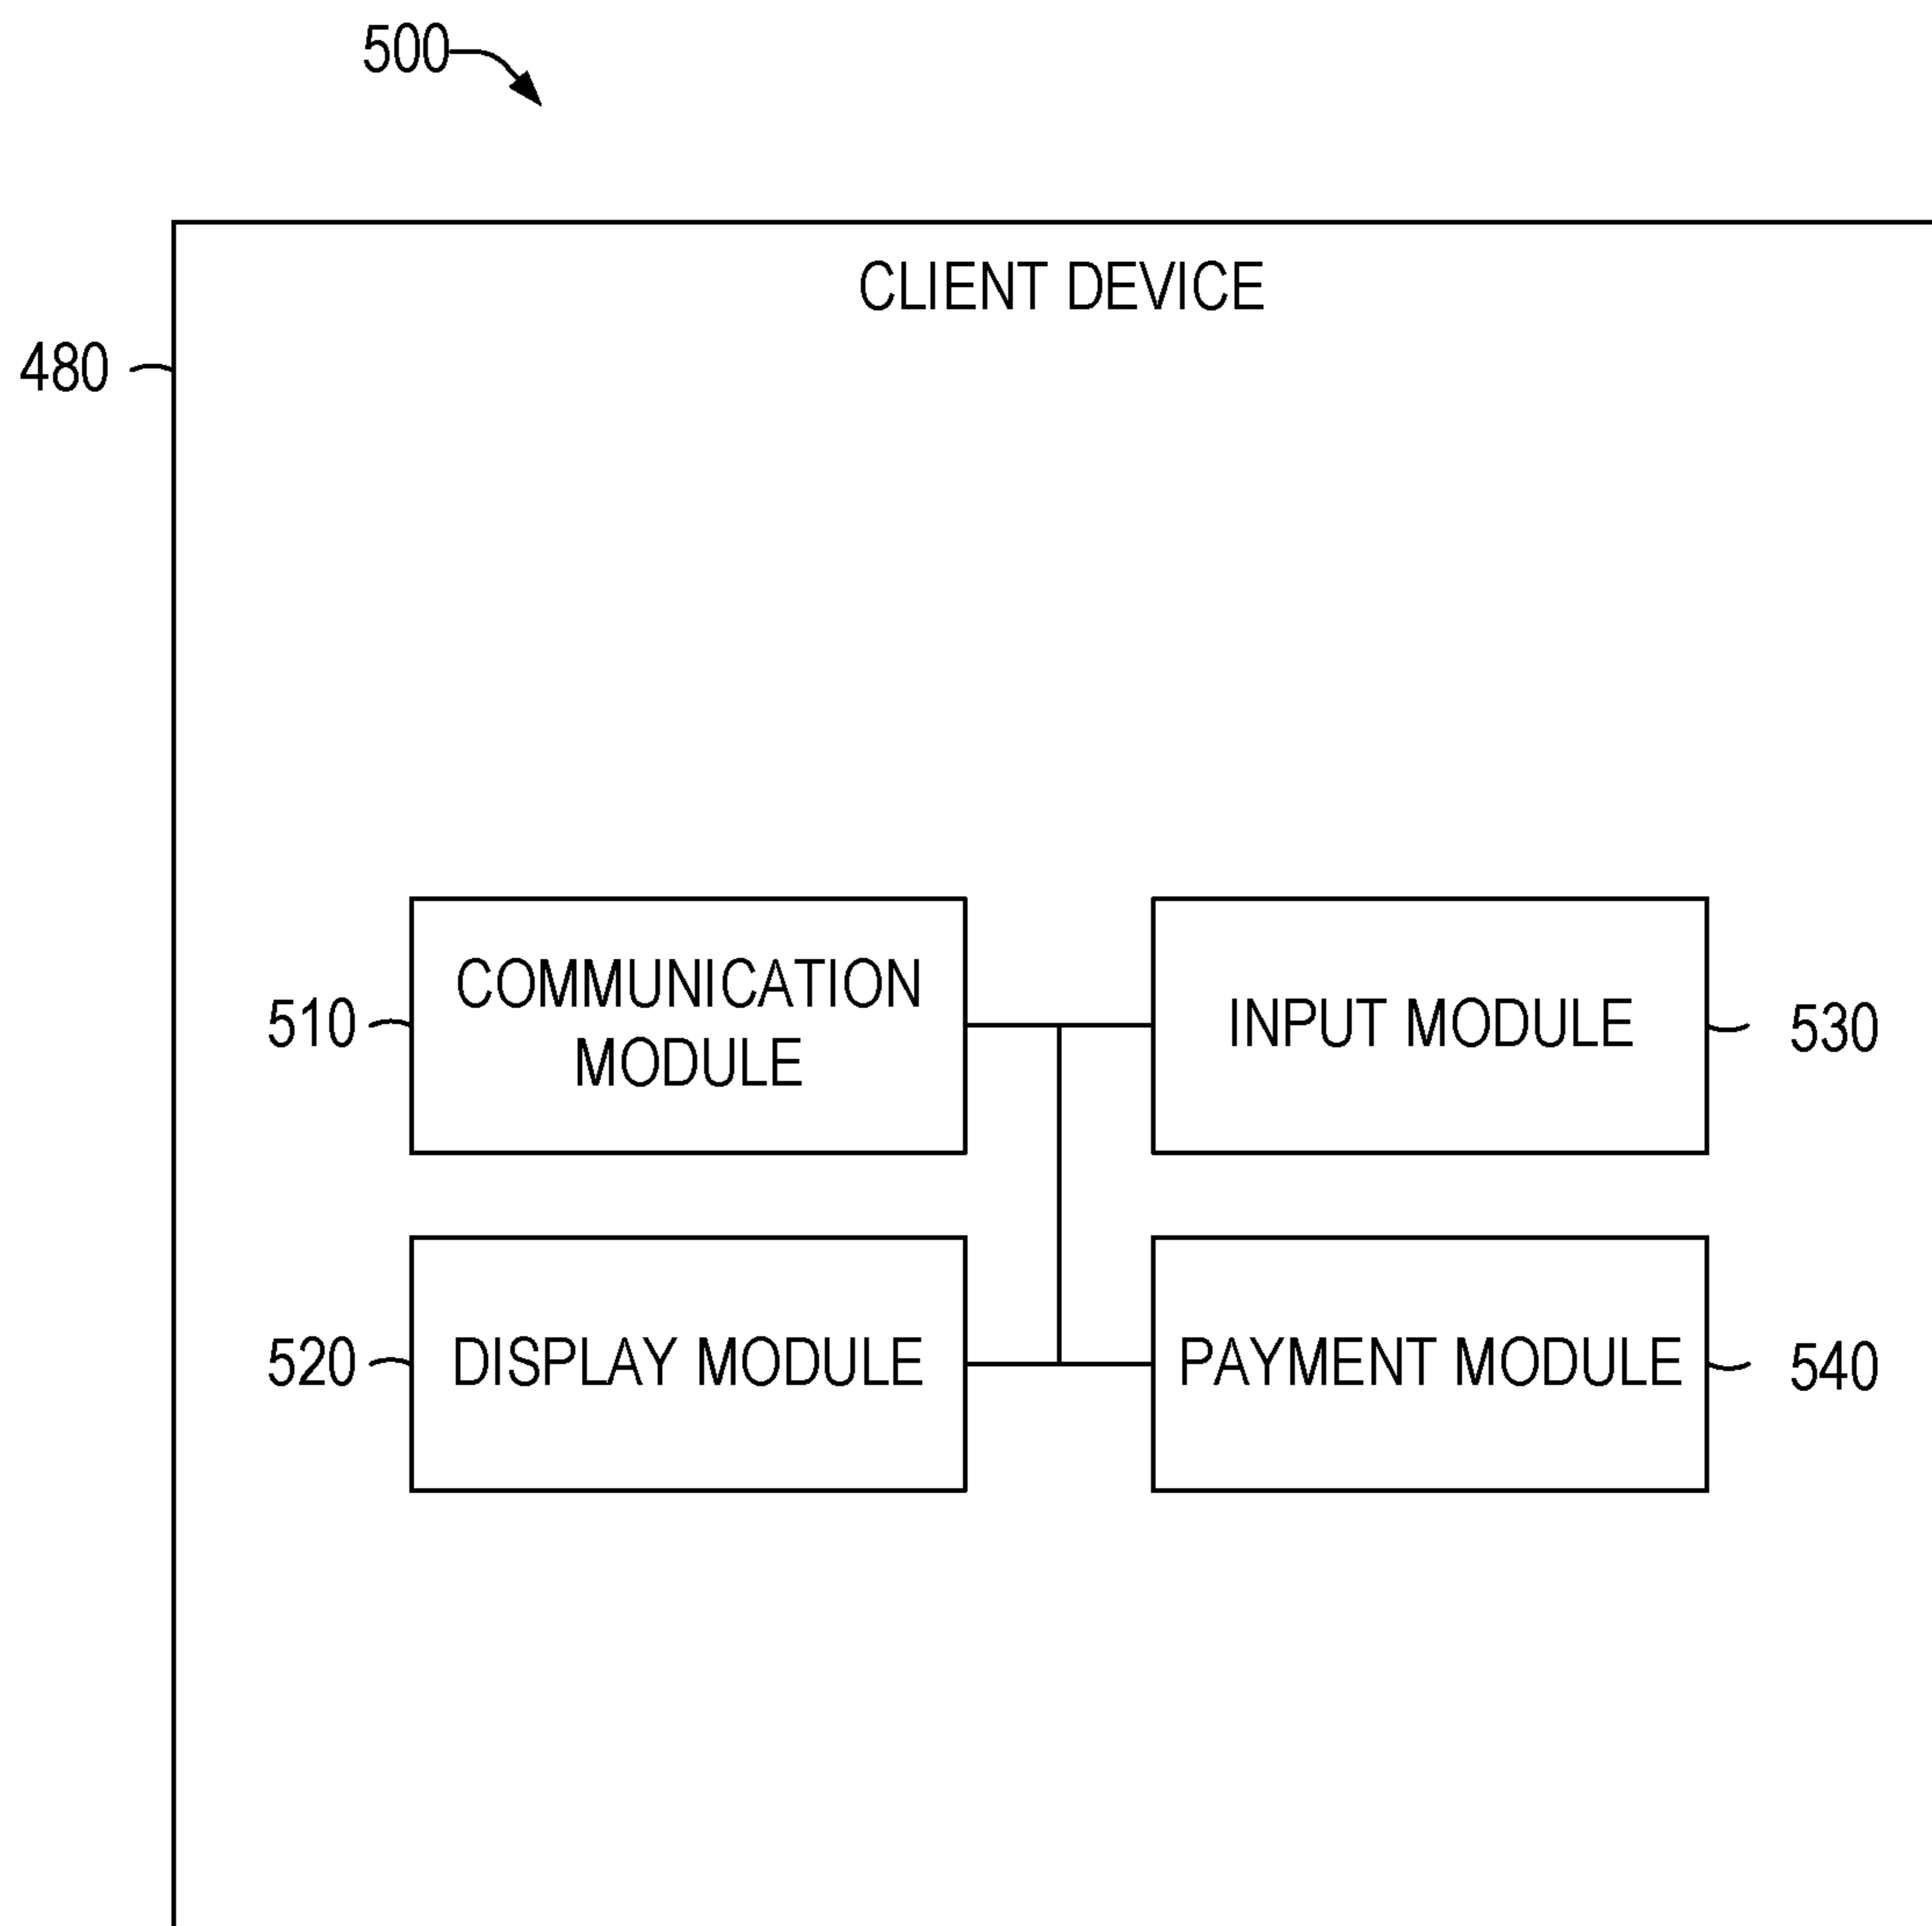 500
CLIENT DEVICE
480
COMMUNICATION
MODULE
510
INPUT MODULE
530
520
DISPLAY MODULE
PAYMENT MODULE
540